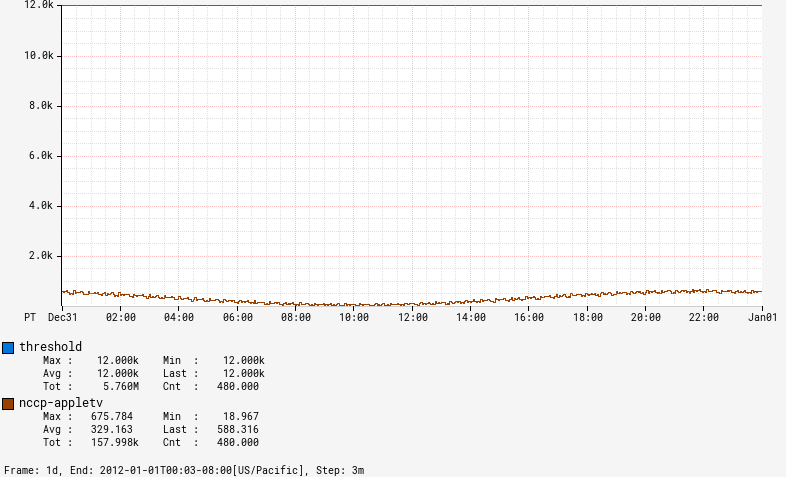 12.0k
10.0k
8.0k
6.0k
4.0k
2.0k
PT Dec31 02:00 04:00 06:00 08:00 10:00 12:00 14:00 16:00 18:00 20:00 22:00 Jan01
threshold
Max : 12.000k Min : 12.000k
Avg : 12.000k Last : 12.000k
Tot : 5.760M Cnt : 480.000
nccp-appletv
Max : 675.784 Min : 18.967
Avg : 329.163 Last : 588.316
Tot : 157.998k Cnt : 480.000
Frame: 1d, End: 2012-01-01T00:03-08:00[US/Pacific], Step: 3m